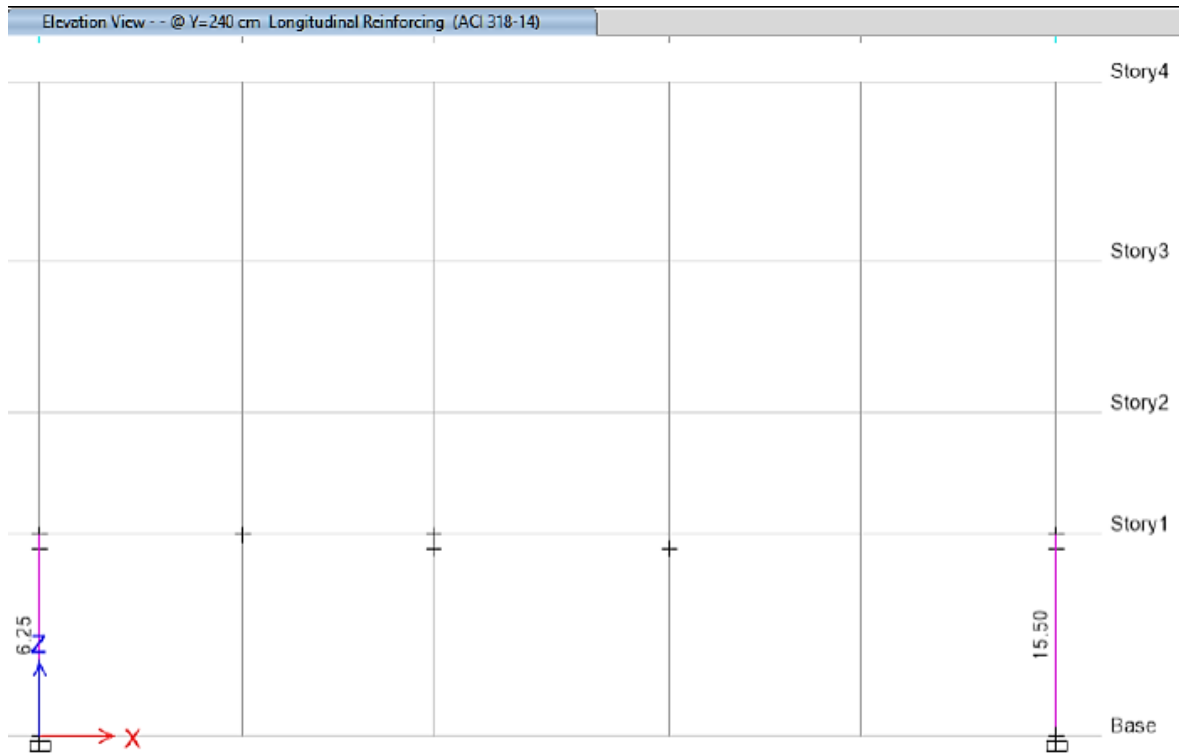 Elevation View - - @ Y=240 cm Longitudinal Reinforcing (ACI 318-14)
Story4
Story3
Story2
Story1
6.25
Z
15.50
X
Base